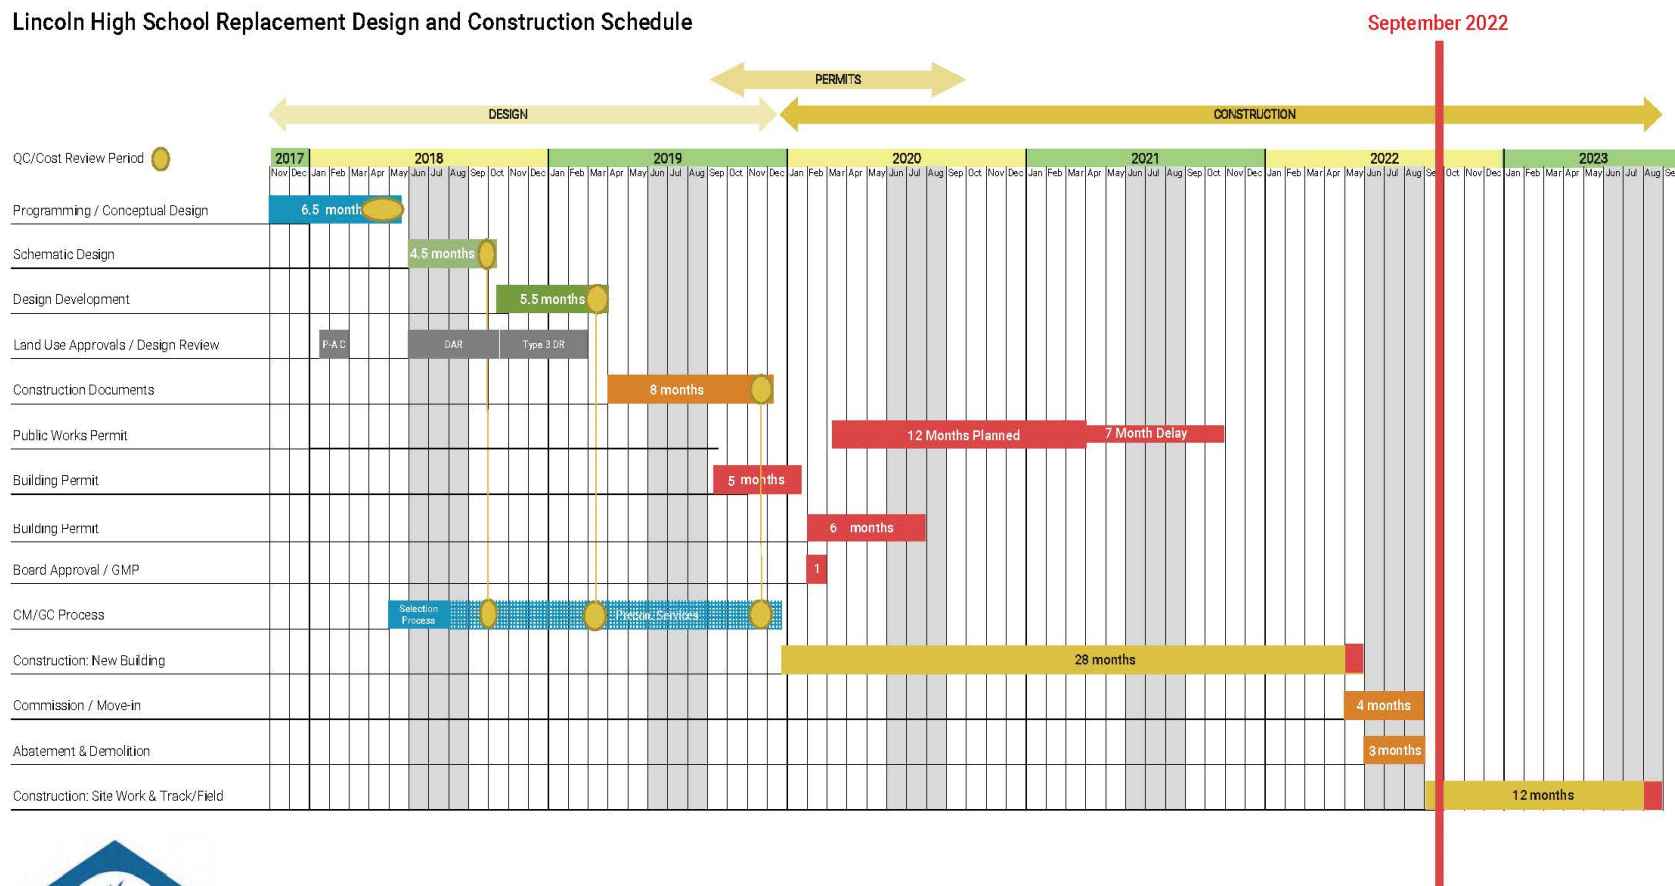 Lincoln High School Replacement Design and Construction Schedule
September 2022
PERMITS
DESIGN
CONSTRUCTION
QC/Cost Review Period
2017 2018 2019 2020 2021 2022 2023
Nov Dec Jan Feb Mar Apr May Jun Jul Aug Sep Oct Nov Dec Jan Feb Mar Apr May Jun Jul Aug Sep Oct Nov Dec Jan Feb Mar Apr May Jun Jul Aug Sep Oct Nov Dec Jan Feb Mar Apr May Jun Jul Aug Sep Oct Nov Dec Jan Feb Mar Apr May Jun Jul Aug Se Oct Nov Dec Jan Feb Mar Apr May Jun Jul Aug Se
Programming / Conceptual Design
6.5 month
Schematic Design
4.5 months
Design Development
5.5 months
Land Use Approvals / Design Review
P-A C
DAR
Type 3 DR
Construction Documents
8 months
Public Works Permit
12 Months Planned
7 Month Delay
Building Permit
5 months
Building Permit
6 months
Board Approval / GMP
1
CM/GC Process
Selection
Process
Precon. Services
Construction: New Building
28 months
Commission / Move-in
4 months
Abatement & Demolition
3 months
Construction: Site Work & Track/Field
12 months